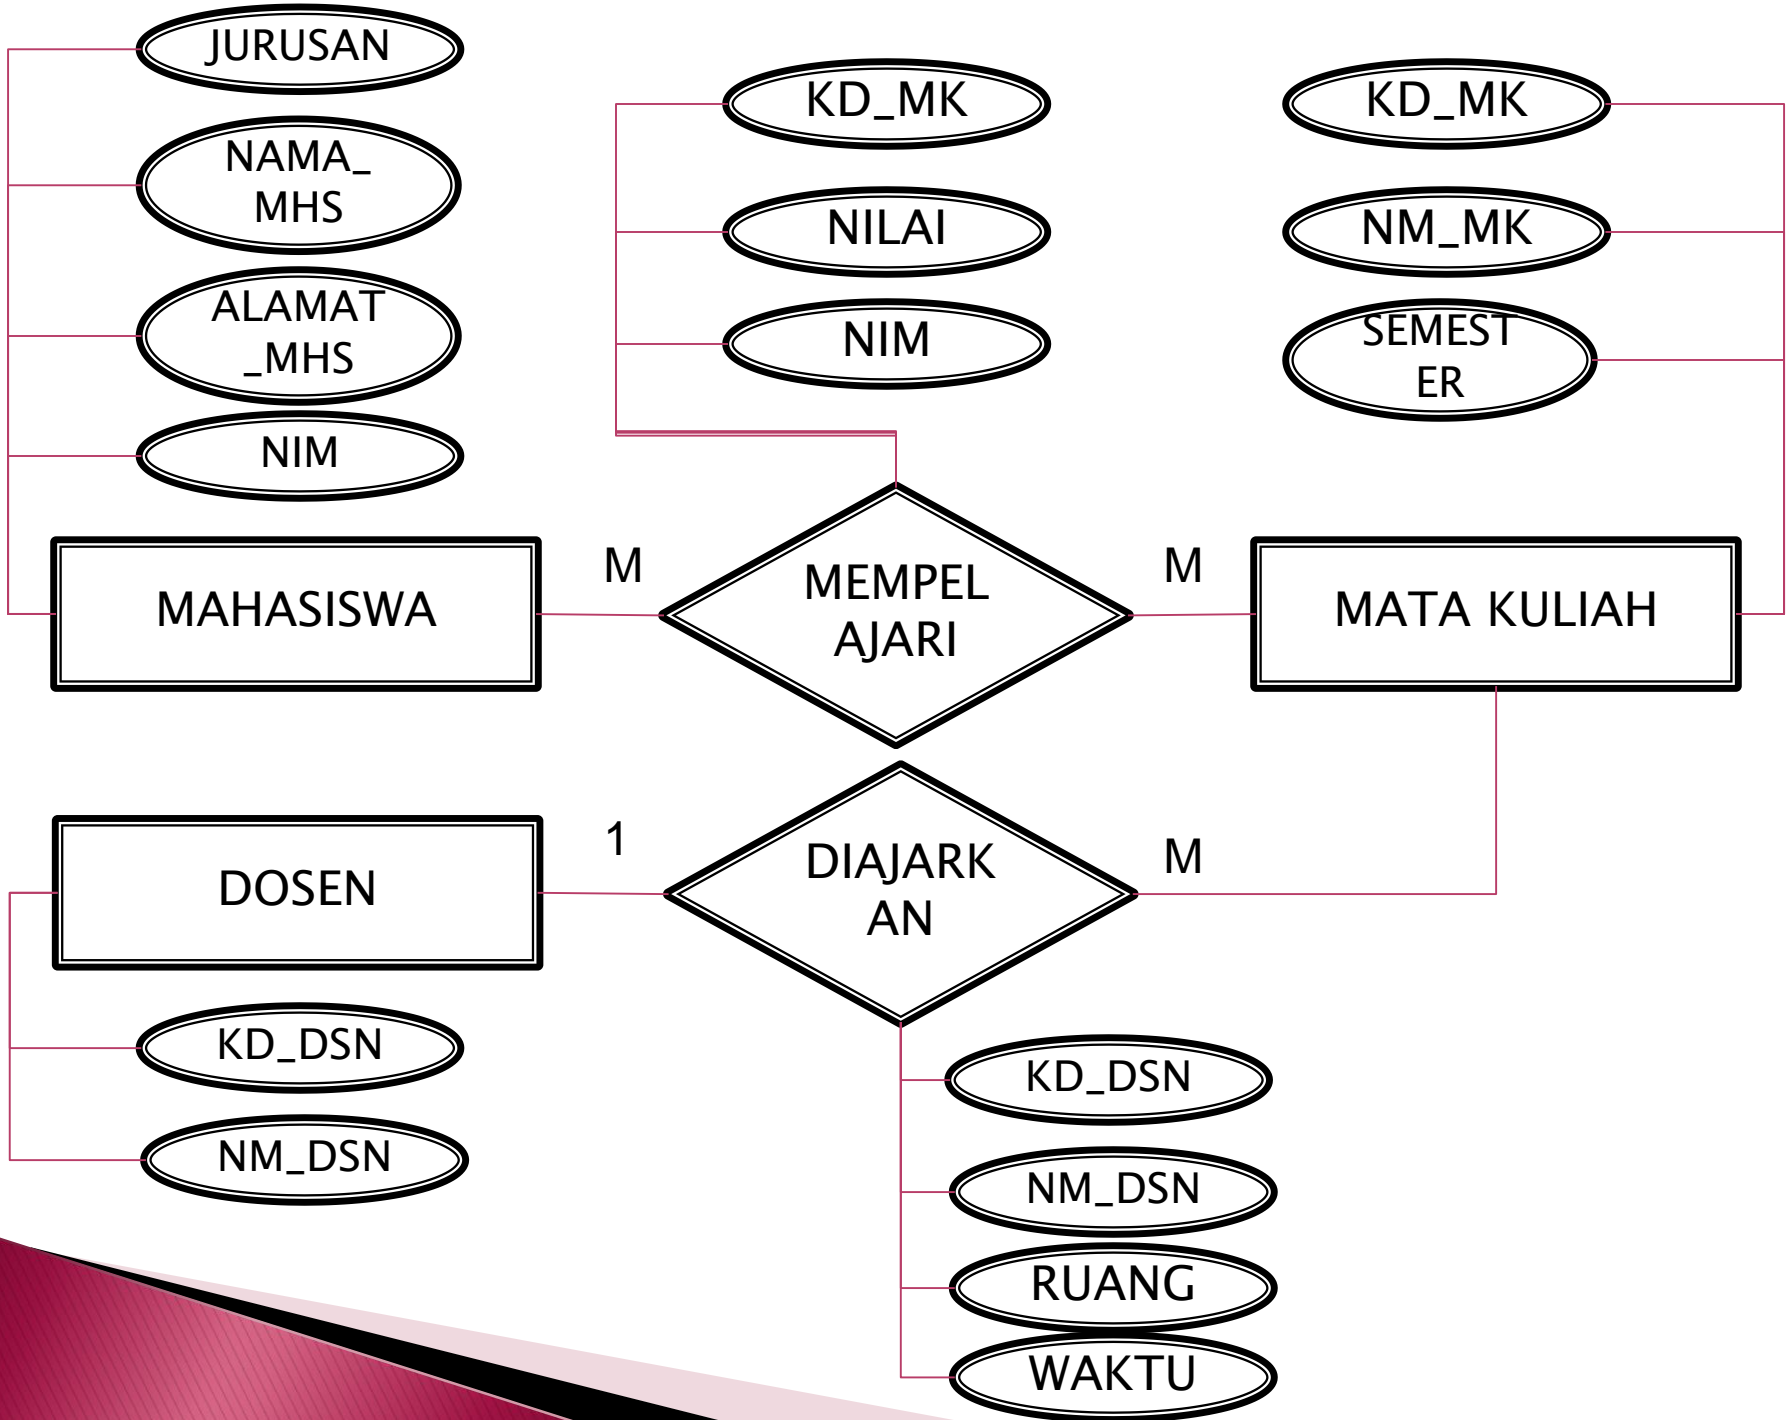 JURUSAN
NAMA_
MHS
ALAMAT
_MHS
NIM
KD_MK
NILAI
NIM
KD_MK
NM_MK
SEMEST
ER
MAHASISWA
M
MEMPEL
AJARI
M
MATA KULIAH
DOSEN
1
DIAJARK
AN
M
KD_DSN
NM_DSN
KD_DSN
NM_DSN
RUANG
WAKTU